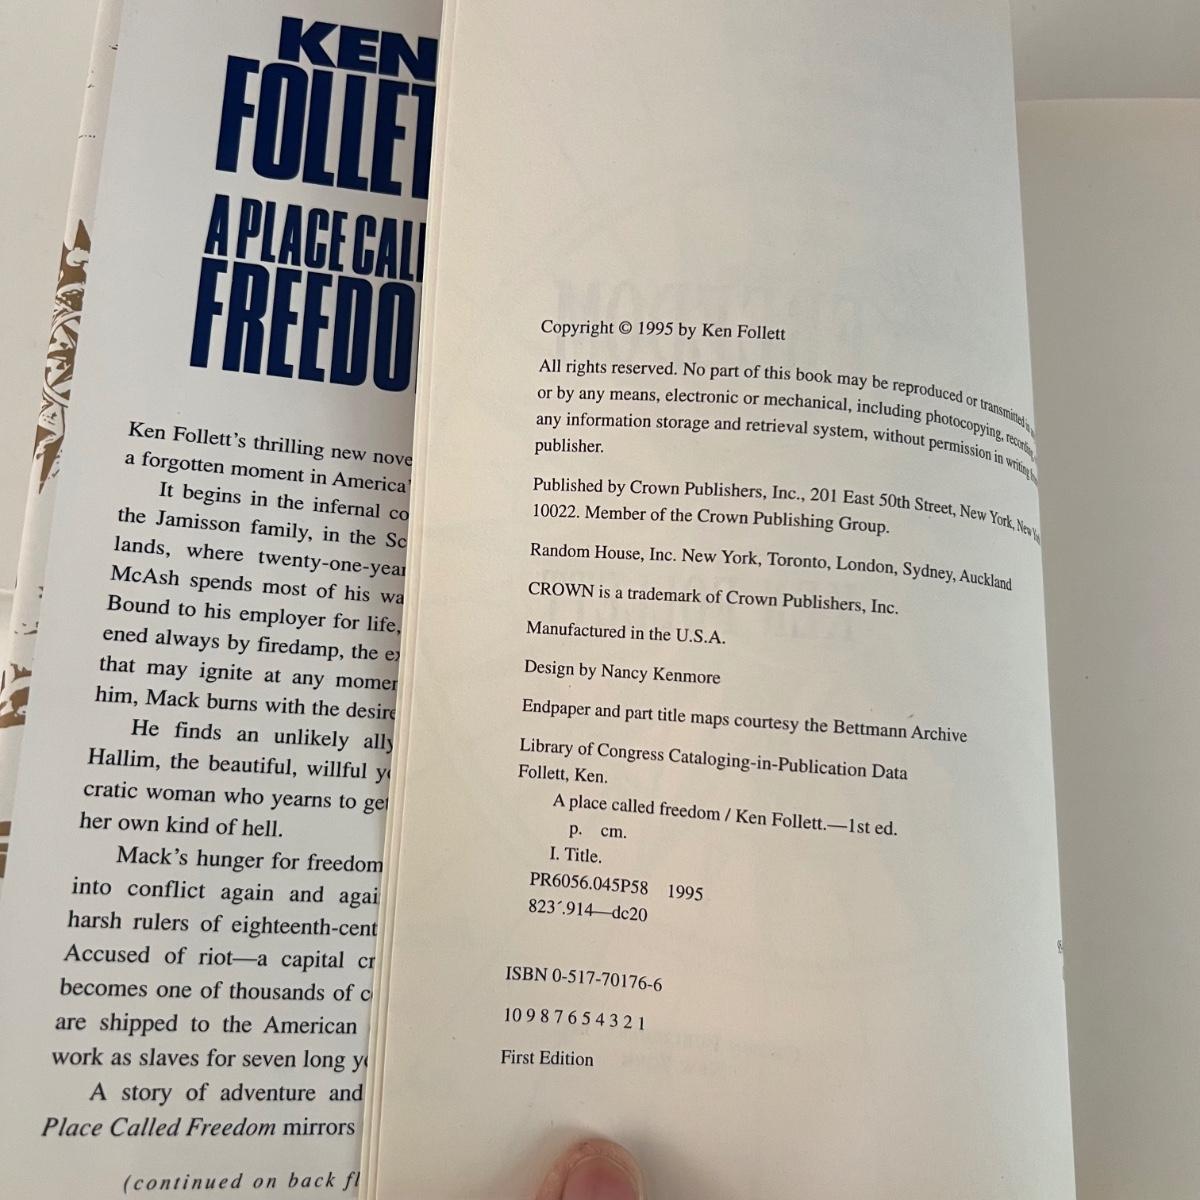 KEN
FOLLET
A PLACE CALL
FREEDO
Ken Follett's thrilling new nove
a forgotten moment in America'
It begins in the infernal co
the Jamisson family, in the Sc
lands, where twenty-one-year
McAsh spends most of his wa
Bound to his employer for life,
ened always by firedamp, the ex
that may ignite at any momen
him, Mack burns with the desire
He finds an unlikely ally
Hallim, the beautiful, willful yo
cratic woman who yearns to get
her own kind of hell.
Mack's hunger for freedom
into conflict again and agai
harsh rulers of eighteenth-cent
Accused of riot—a capital cr
becomes one of thousands of c
are shipped to the American
work as slaves for seven long ye
A story of adventure and
Place Called Freedom mirrors
(continued on back fl
Copyright © 1995 by Ken Follett
All rights reserved. No part of this book may be reproduced or transmitted in
or by any means, electronic or mechanical, including photocopying, recording,
any information storage and retrieval system, without permission in writing from
publisher.
Published by Crown Publishers, Inc., 201 East 50th Street, New York, New Yo
10022. Member of the Crown Publishing Group.
Random House, Inc. New York, Toronto, London, Sydney, Auckland
CROWN is a trademark of Crown Publishers, Inc.
Manufactured in the U.S.A.
Design by Nancy Kenmore
Endpaper and part title maps courtesy the Bettmann Archive
Library of Congress Cataloging-in-Publication Data
Follett, Ken.
A place called freedom / Ken Follett.—1st ed.
p. cm.
I. Title.
PR6056.045P58 1995
823´.914—dc20
ISBN 0-517-70176-6
10 9 8 7 6 5 4 3 2 1
First Edition